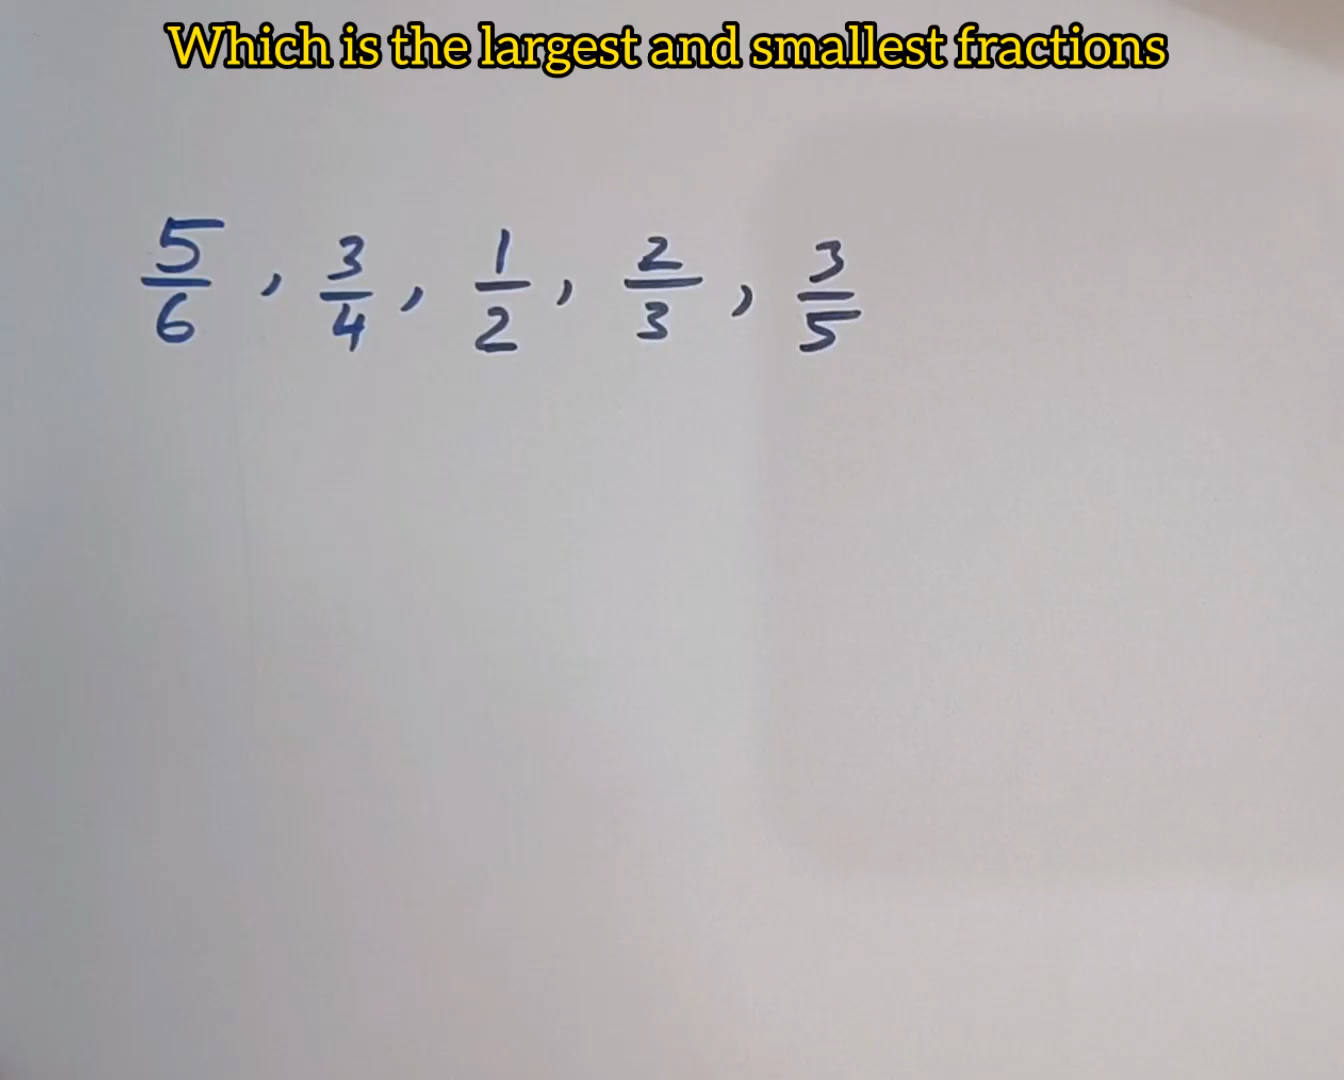 Which is the largest and smallest fractions
5/6 , 3/4 , 1/2 , 2/3 , 3/5